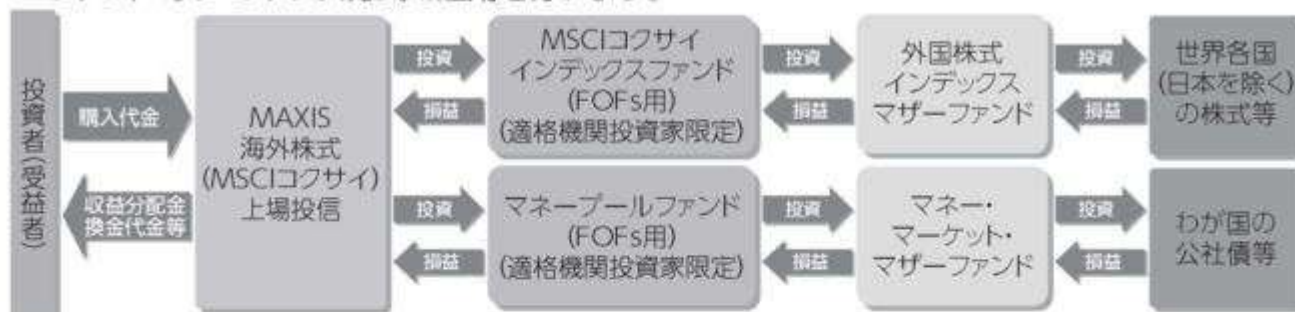 投資者(受益者)
購入代金
収益分配金
換金代金等
MAXIS
海外株式
(MSCIコクサイ)
上場投信
投資
損益
MSCIコクサイ
インデックスファンド
(FOFs用)
(適格機関投資家限定)
投資
損益
外国株式
インデックス
マザーファンド
投資
損益
世界各国
(日本を除く)
の株式等
投資
損益
マネープールファンド
(FOFs用)
(適格機関投資家限定)
投資
損益
マネー・
マーケット・
マザーファンド
投資
損益
わが国の
公社債等